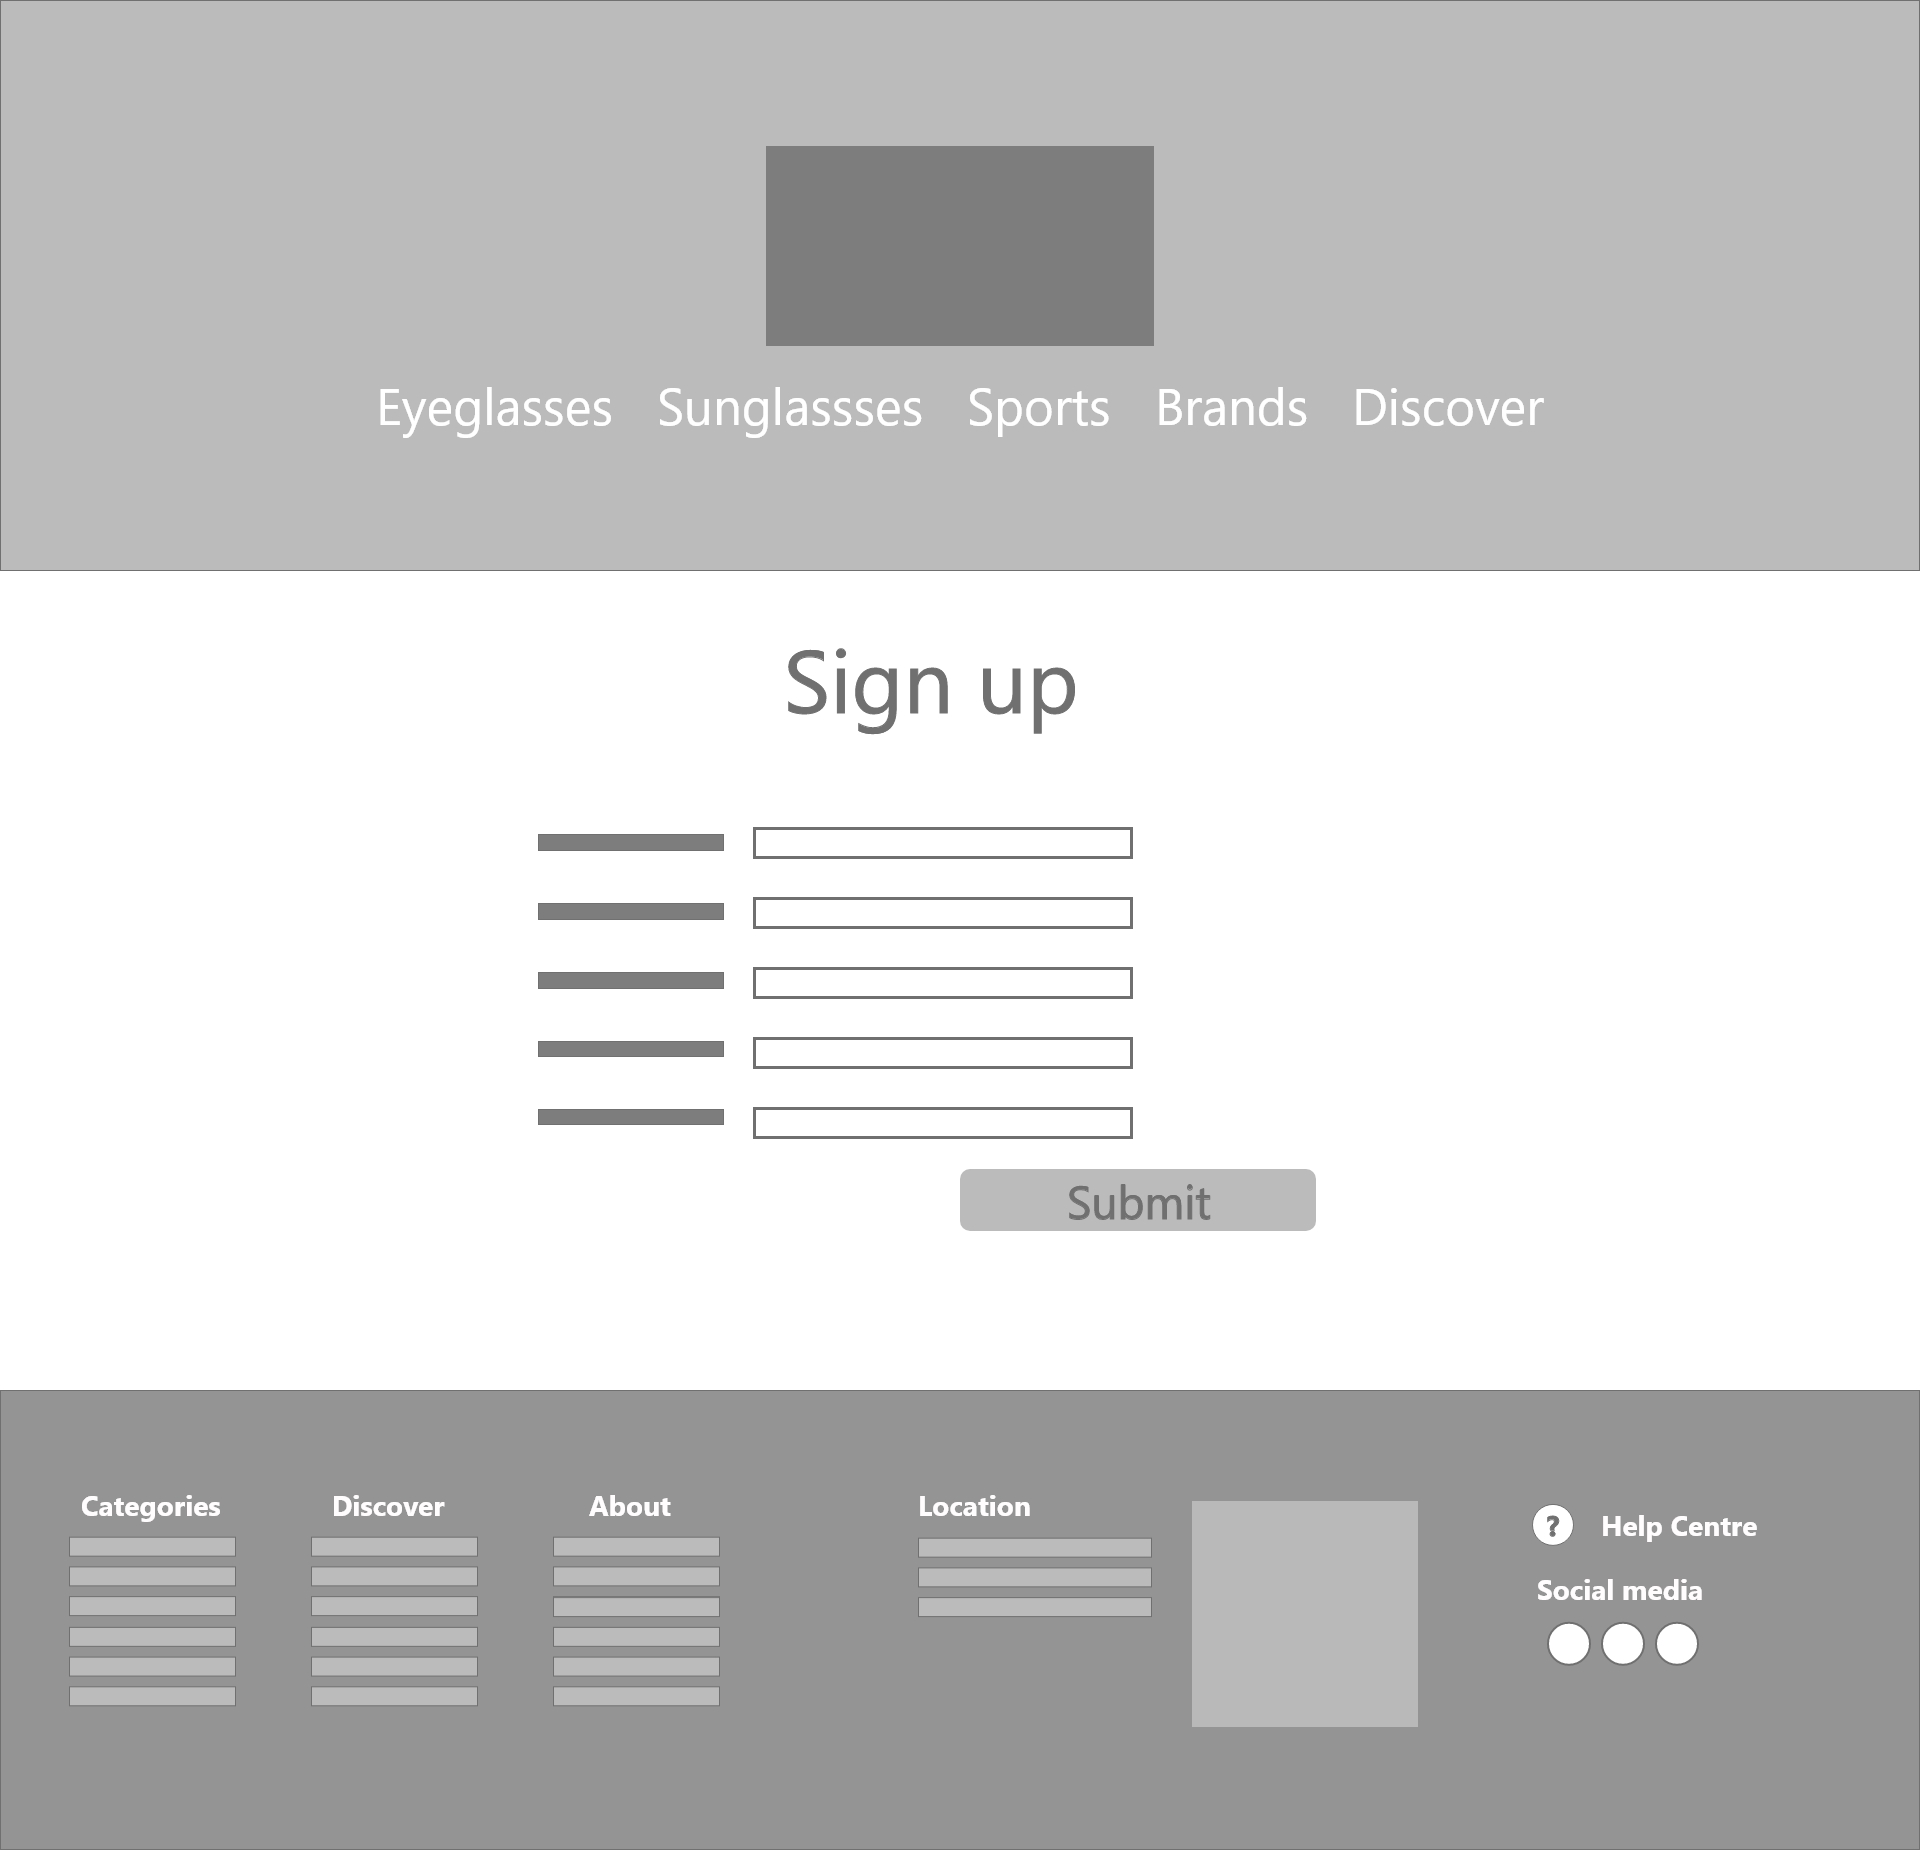 Eyeglasses Sunglassses Sports Brands Discover
Sign up
Submit
Categories Discover About Location
? Help Centre
Social media